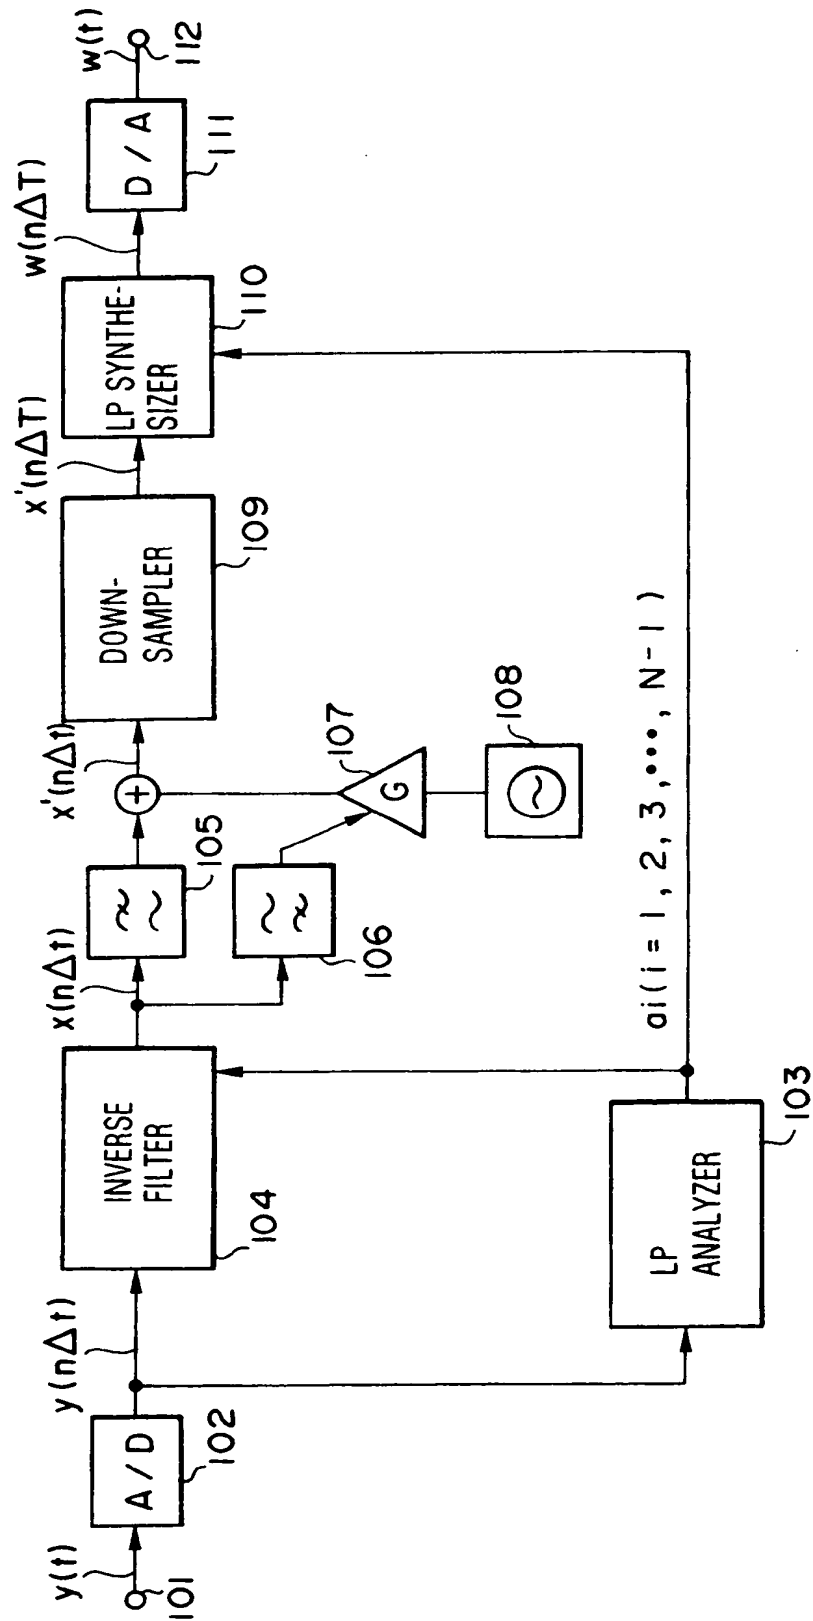 y(t)
101
A/D
102
y(nΔt)
INVERSE
FILTER
104
LP
ANALYZER
103
x(nΔt)
105
106
x'(nΔt)
107
G
108
DOWN-
SAMPLER
109
ai(i = 1, 2, 3, •••, N-1)
x'(nΔT)
LP SYNTHE-
SIZER
110
w(nΔT)
D/A
111
w(t)
112